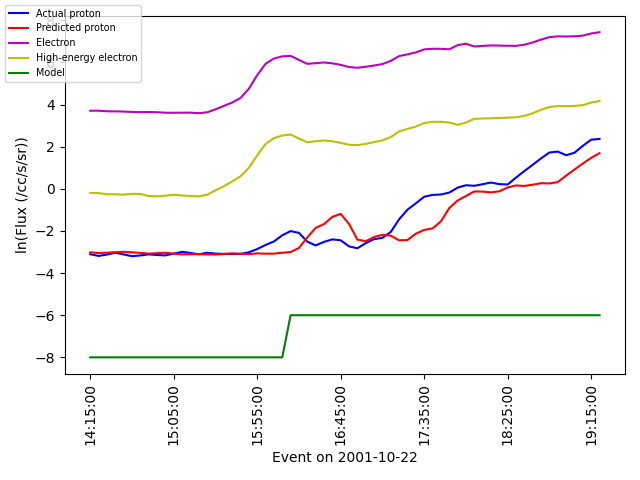 Actual proton
Predicted proton
Electron
High-energy electron
Model
ln(Flux (/cc/s/sr))
4
2
0
−2
−4
−6
−8
14:15:00
15:05:00
15:55:00
16:45:00
17:35:00
18:25:00
19:15:00
Event on 2001-10-22